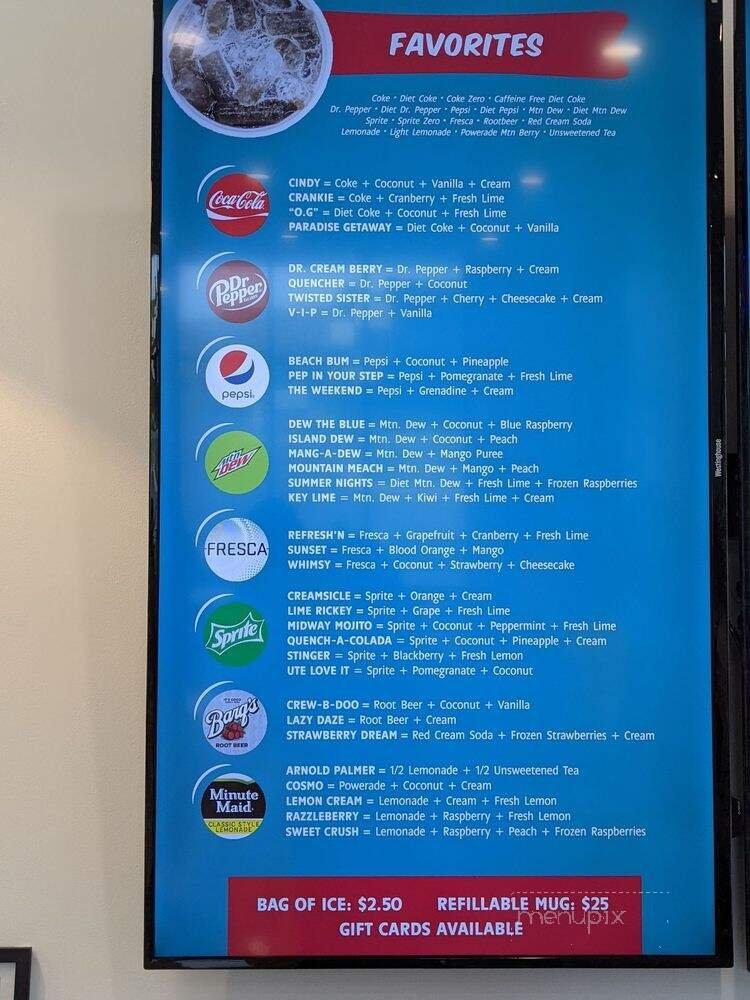 FAVORITES
Coke • Diet Coke • Coke Zero • Caffeine Free Diet Coke
Dr. Pepper • Diet Dr. Pepper • Pepsi • Diet Pepsi • Mtn Dew • Diet Mtn Dew
Sprite • Sprite Zero • Fresca • Rootbeer • Red Cream Soda
Lemonade • Light Lemonade • Powerade Mtn Berry • Unsweetened Tea
Coca-Cola
CINDY = Coke + Coconut + Vanilla + Cream
CRANKIE = Coke + Cranberry + Fresh Lime
"O.G" = Diet Coke + Coconut + Fresh Lime
PARADISE GETAWAY = Diet Coke + Coconut + Vanilla
Dr Pepper
DR. CREAM BERRY = Dr. Pepper + Raspberry + Cream
QUENCHER = Dr. Pepper + Coconut
TWISTED SISTER = Dr. Pepper + Cherry + Cheesecake + Cream
V-I-P = Dr. Pepper + Vanilla
pepsi
BEACH BUM = Pepsi + Coconut + Pineapple
PEP IN YOUR STEP = Pepsi + Pomegranate + Fresh Lime
THE WEEKEND = Pepsi + Grenadine + Cream
mtn DEW
DEW THE BLUE = Mtn. Dew + Coconut + Blue Raspberry
ISLAND DEW = Mtn. Dew + Coconut + Peach
MANG-A-DEW = Mtn. Dew + Mango Puree
MOUNTAIN MEACH = Mtn. Dew + Mango + Peach
SUMMER NIGHTS = Diet Mtn. Dew + Fresh Lime + Frozen Raspberries
KEY LIME = Mtn. Dew + Kiwi + Fresh Lime + Cream
Westinghouse
FRESCA
REFRESH'N = Fresca + Grapefruit + Cranberry + Fresh Lime
SUNSET = Fresca + Blood Orange + Mango
WHIMSY = Fresca + Coconut + Strawberry + Cheesecake
Sprite
CREAMSICLE = Sprite + Orange + Cream
LIME RICKEY = Sprite + Grape + Fresh Lime
MIDWAY MOJITO = Sprite + Coconut + Peppermint + Fresh Lime
QUENCH-A-COLADA = Sprite + Coconut + Pineapple + Cream
STINGER = Sprite + Blackberry + Fresh Lemon
UTE LOVE IT = Sprite + Pomegranate + Coconut
Barq's
ROOT BEER
CREW-B-DOO = Root Beer + Coconut + Vanilla
LAZY DAZE = Root Beer + Cream
STRAWBERRY DREAM = Red Cream Soda + Frozen Strawberries + Cream
Minute
Maid
CLASSIC STYLE
LEMONADE
ARNOLD PALMER = 1/2 Lemonade + 1/2 Unsweetened Tea
COSMO = Powerade + Coconut + Cream
LEMON CREAM = Lemonade + Cream + Fresh Lemon
RAZZLEBERRY = Lemonade + Raspberry + Fresh Lemon
SWEET CRUSH = Lemonade + Raspberry + Peach + Frozen Raspberries
BAG OF ICE: $2.50 REFILLABLE MUG: $25
GIFT CARDS AVAILABLE
menupix